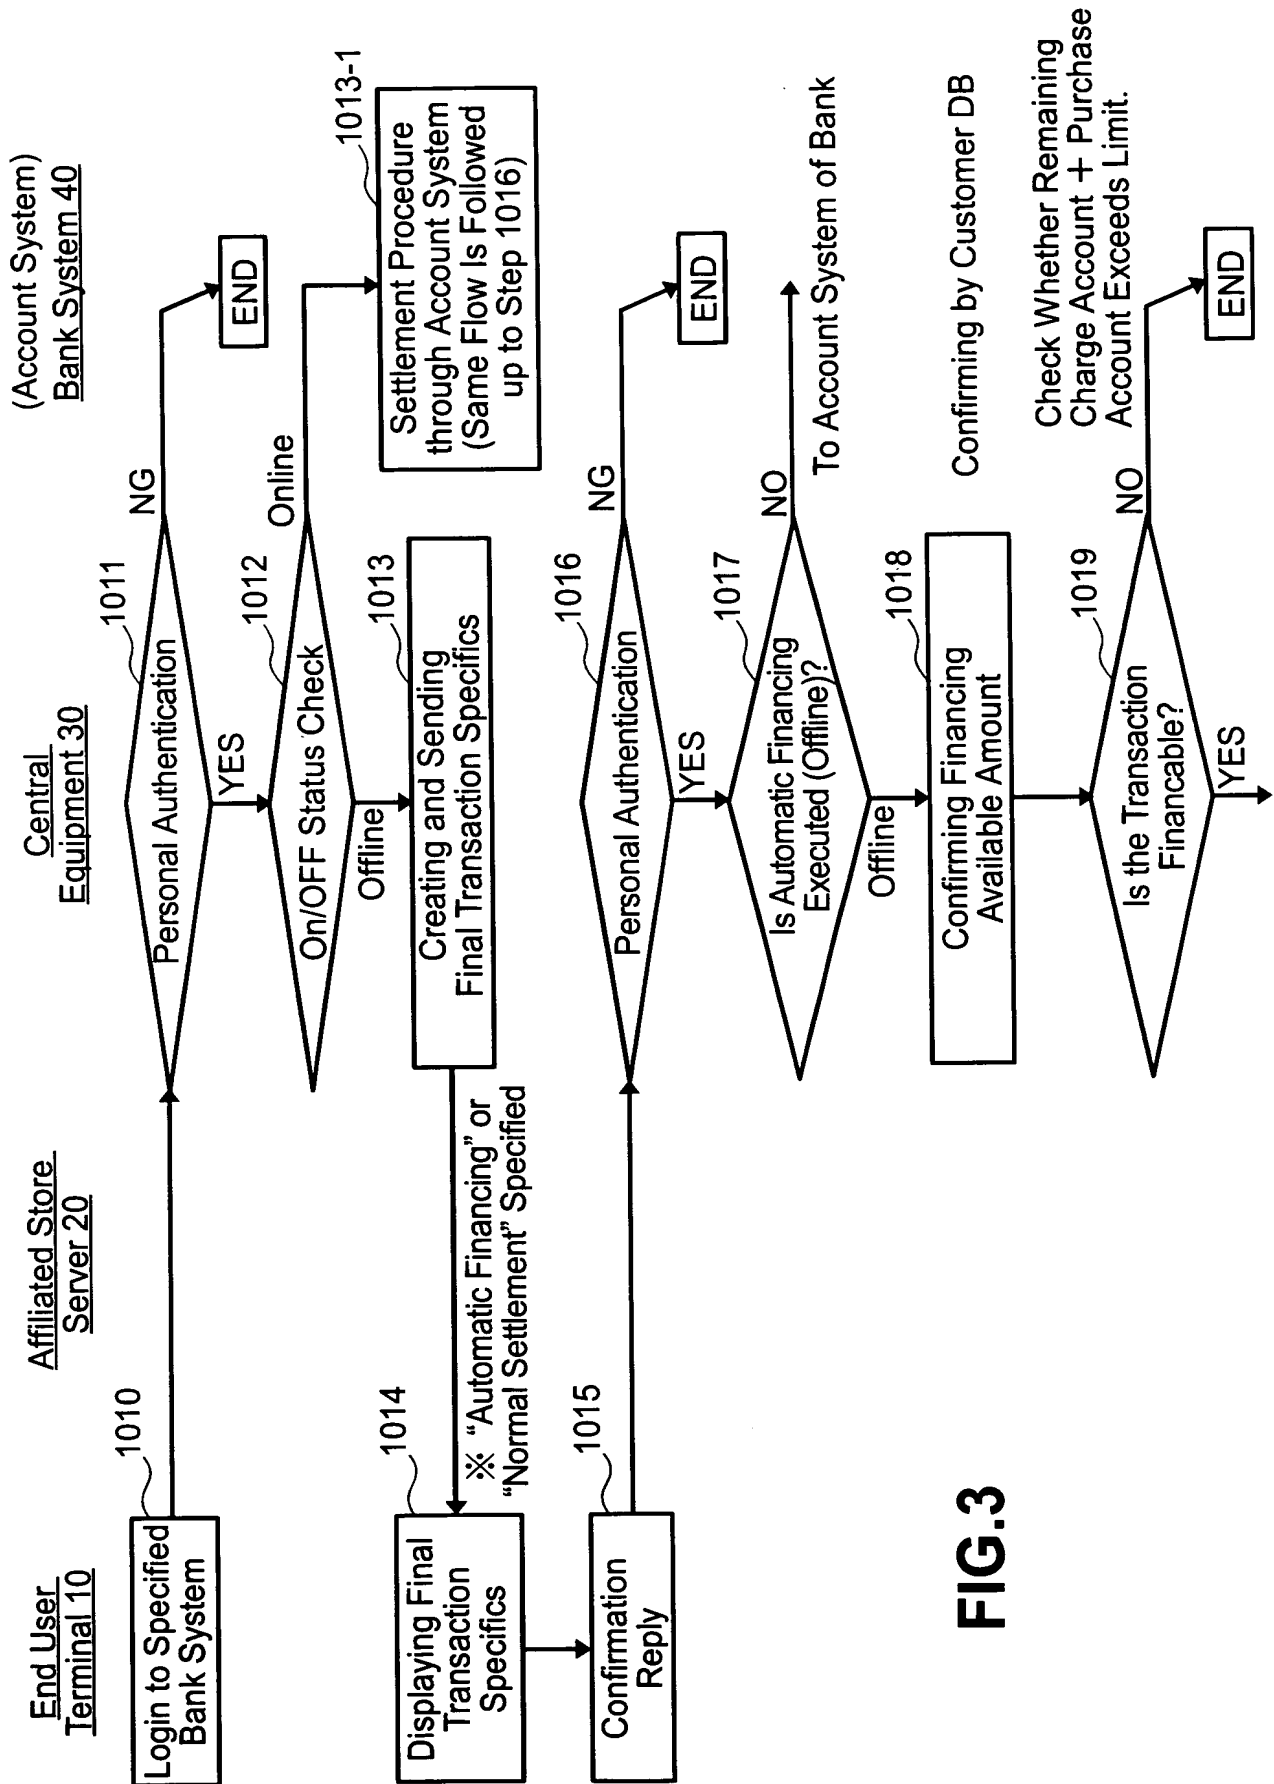 End User
Terminal 10
Affiliated Store
Server 20
Central
Equipment 30
(Account System)
Bank System 40
1010
Login to Specified
Bank System
1011
Personal Authentication
NG
END
YES
1012
On/OFF Status Check
Online
1013-1
Settlement Procedure
through Account System
(Same Flow Is Followed
up to Step 1016)
Offline
1013
Creating and Sending
Final Transaction Specifics
1014
Displaying Final
Transaction
Specifics
※ “Automatic Financing” or
“Normal Settlement” Specified
1015
Confirmation
Reply
1016
Personal Authentication
NG
END
YES
1017
Is Automatic Financing
Executed (Offline)?
NO
To Account System of Bank
Offline
1018
Confirming Financing
Available Amount
Confirming by Customer DB
1019
Is the Transaction
Financable?
NO
Check Whether Remaining
Charge Account + Purchase
Account Exceeds Limit.
END
YES
FIG.3